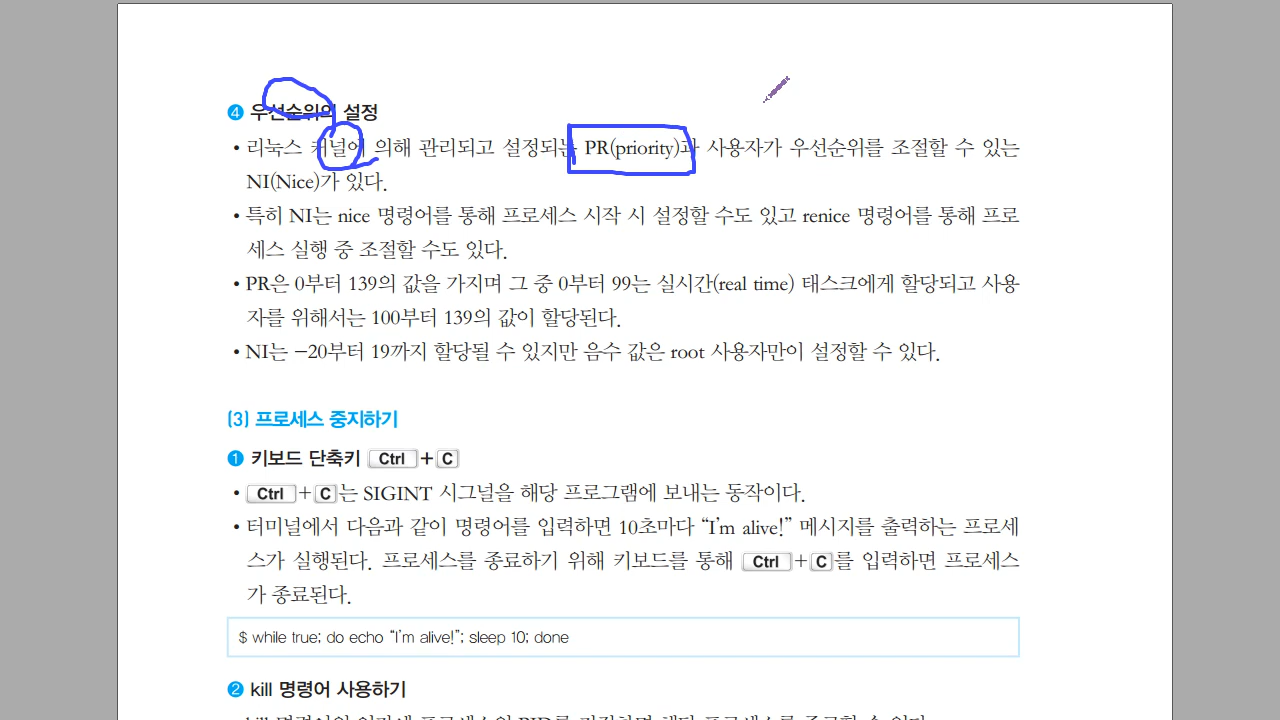 ❹ 우선순위의 설정
• 리눅스 커널에 의해 관리되고 설정되는 PR(priority)과 사용자가 우선순위를 조절할 수 있는
NI(Nice)가 있다.
• 특히 NI는 nice 명령어를 통해 프로세스 시작 시 설정할 수도 있고 renice 명령어를 통해 프로
세스 실행 중 조절할 수도 있다.
• PR은 0부터 139의 값을 가지며 그 중 0부터 99는 실시간(real time) 태스크에게 할당되고 사용
자를 위해서는 100부터 139의 값이 할당된다.
• NI는 −20부터 19까지 할당될 수 있지만 음수 값은 root 사용자만이 설정할 수 있다.
(3) 프로세스 중지하기
❶ 키보드 단축키 Ctrl + C
• Ctrl + C 는 SIGINT 시그널을 해당 프로그램에 보내는 동작이다.
• 터미널에서 다음과 같이 명령어를 입력하면 10초마다 “I’m alive!” 메시지를 출력하는 프로세
스가 실행된다. 프로세스를 종료하기 위해 키보드를 통해 Ctrl + C 를 입력하면 프로세스
가 종료된다.
$ while true; do echo “I’m alive!”; sleep 10; done
❷ kill 명령어 사용하기